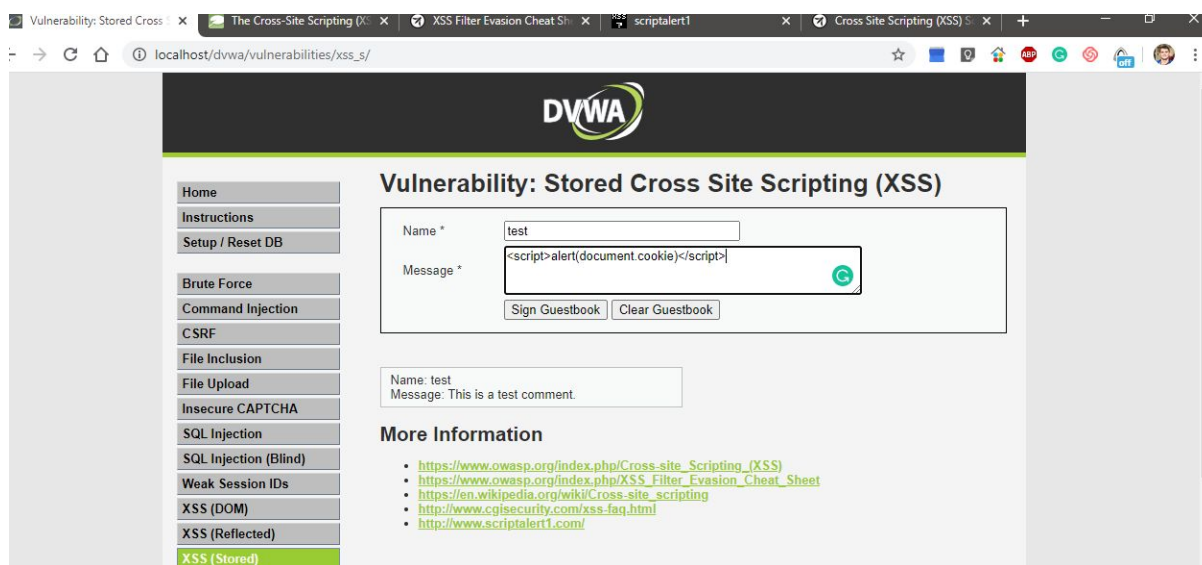 Vulnerability: Stored Cross S
The Cross-Site Scripting (XS
XSS Filter Evasion Cheat Sh
XSS
scriptalert1
Cross Site Scripting (XSS) S
localhost/dvwa/vulnerabilities/xss_s/
ABP
G
off
DVWA
Home
Instructions
Setup / Reset DB
Brute Force
Command Injection
CSRF
File Inclusion
File Upload
Insecure CAPTCHA
SQL Injection
SQL Injection (Blind)
Weak Session IDs
XSS (DOM)
XSS (Reflected)
XSS (Stored)
Vulnerability: Stored Cross Site Scripting (XSS)
Name * test
Message * <script>alert(document.cookie)</script>
G
Sign Guestbook Clear Guestbook
Name: test
Message: This is a test comment.
More Information
https://www.owasp.org/index.php/Cross-site_Scripting_(XSS)
https://www.owasp.org/index.php/XSS_Filter_Evasion_Cheat_Sheet
https://en.wikipedia.org/wiki/Cross-site_scripting
http://www.cgisecurity.com/xss-faq.html
http://www.scriptalert1.com/